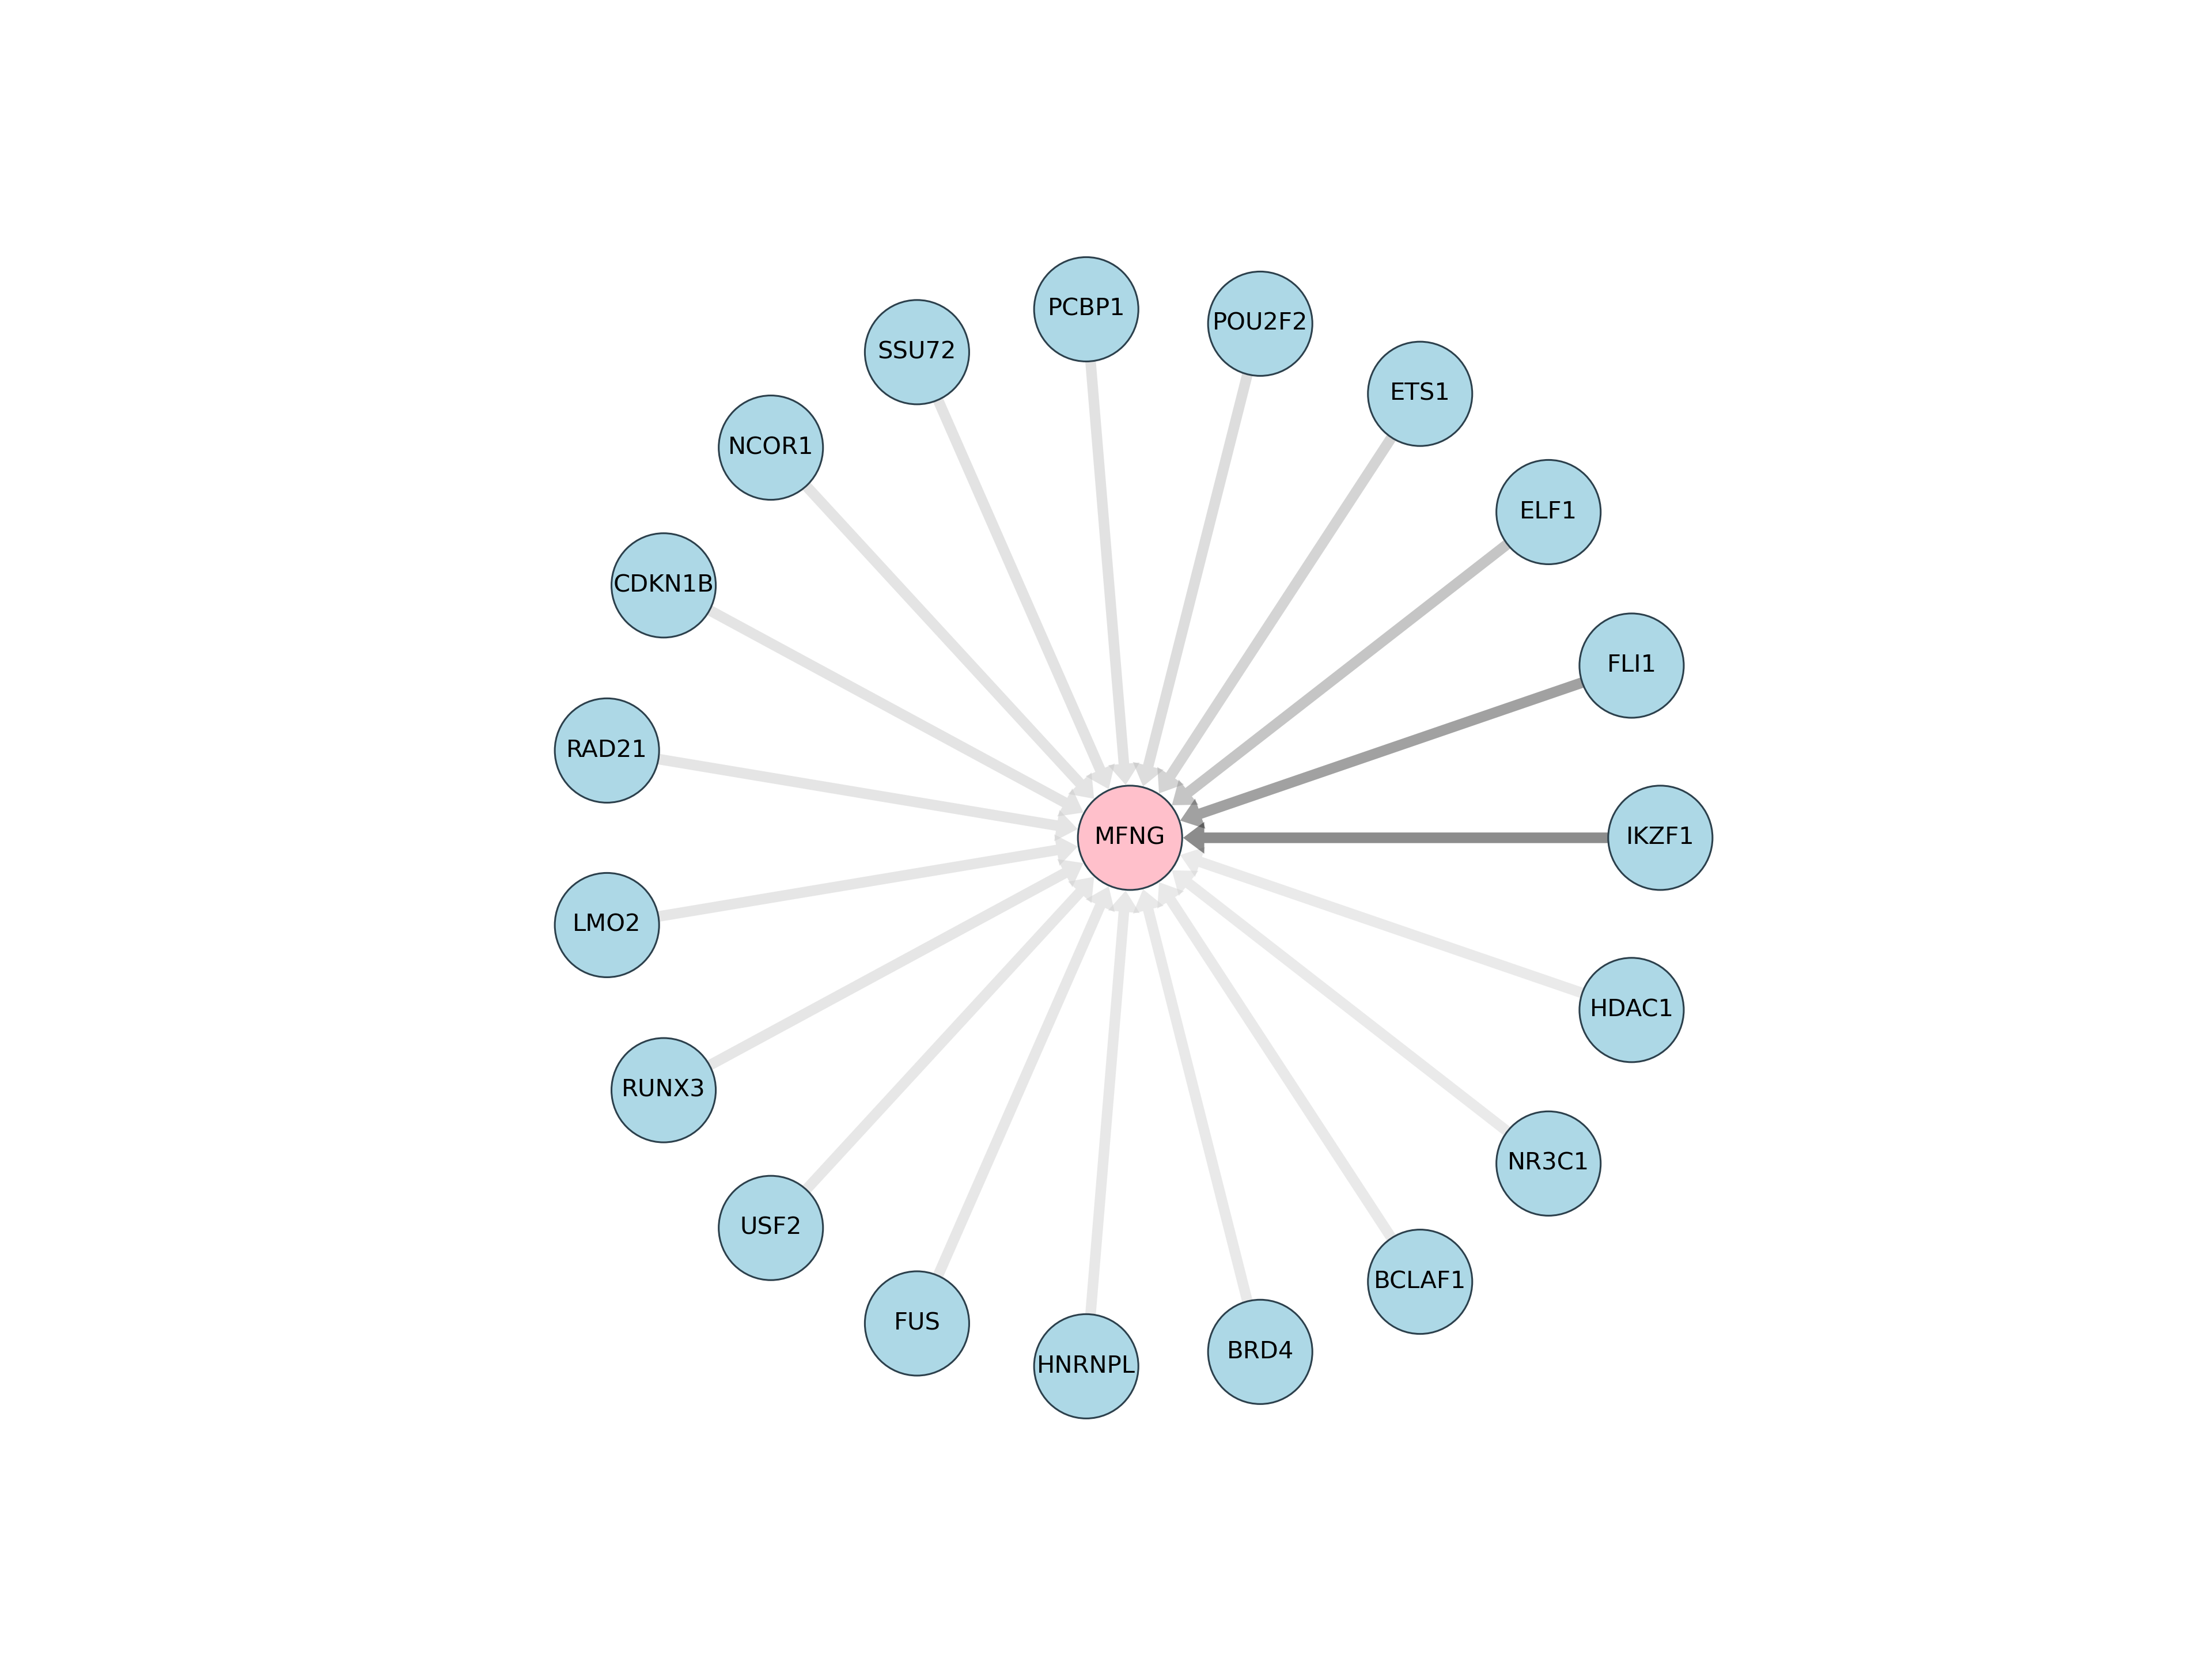 PCBP1
POU2F2
SSU72
ETS1
NCOR1
ELF1
CDKN1B
FLI1
RAD21
MFNG
IKZF1
LMO2
HDAC1
RUNX3
NR3C1
USF2
BCLAF1
FUS
BRD4
HNRNPL